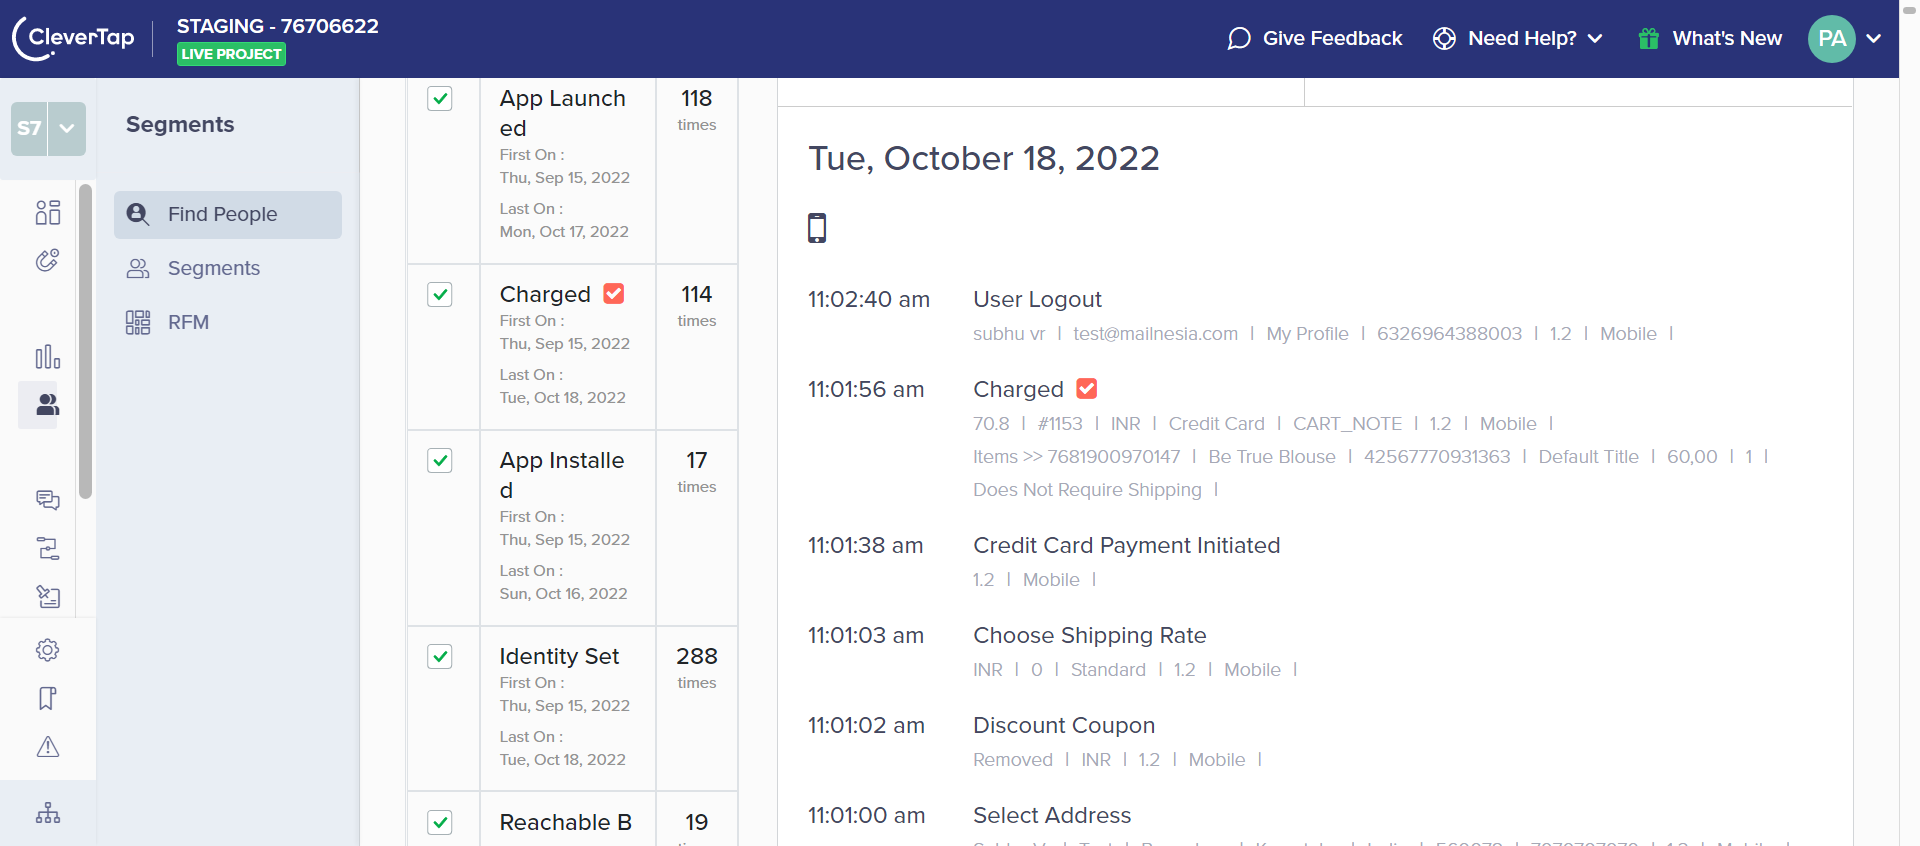 CleverTap
STAGING - 76706622
LIVE PROJECT
Give Feedback
Need Help?
What's New
PA
S7
Segments
Find People
Segments
RFM
App Launch
ed
First On :
Thu, Sep 15, 2022
Last On :
Mon, Oct 17, 2022
118
times
Charged
First On :
Thu, Sep 15, 2022
Last On :
Tue, Oct 18, 2022
114
times
App Installe
d
First On :
Thu, Sep 15, 2022
Last On :
Sun, Oct 16, 2022
17
times
Identity Set
First On :
Thu, Sep 15, 2022
Last On :
Tue, Oct 18, 2022
288
times
Reachable B
19
Tue, October 18, 2022
11:02:40 am User Logout
subhu vr | test@mailnesia.com | My Profile | 6326964388003 | 1.2 | Mobile |
11:01:56 am Charged
70.8 | #1153 | INR | Credit Card | CART_NOTE | 1.2 | Mobile |
Items >> 7681900970147 | Be True Blouse | 42567770931363 | Default Title | 60,00 | 1 |
Does Not Require Shipping |
11:01:38 am Credit Card Payment Initiated
1.2 | Mobile |
11:01:03 am Choose Shipping Rate
INR | 0 | Standard | 1.2 | Mobile |
11:01:02 am Discount Coupon
Removed | INR | 1.2 | Mobile |
11:01:00 am Select Address